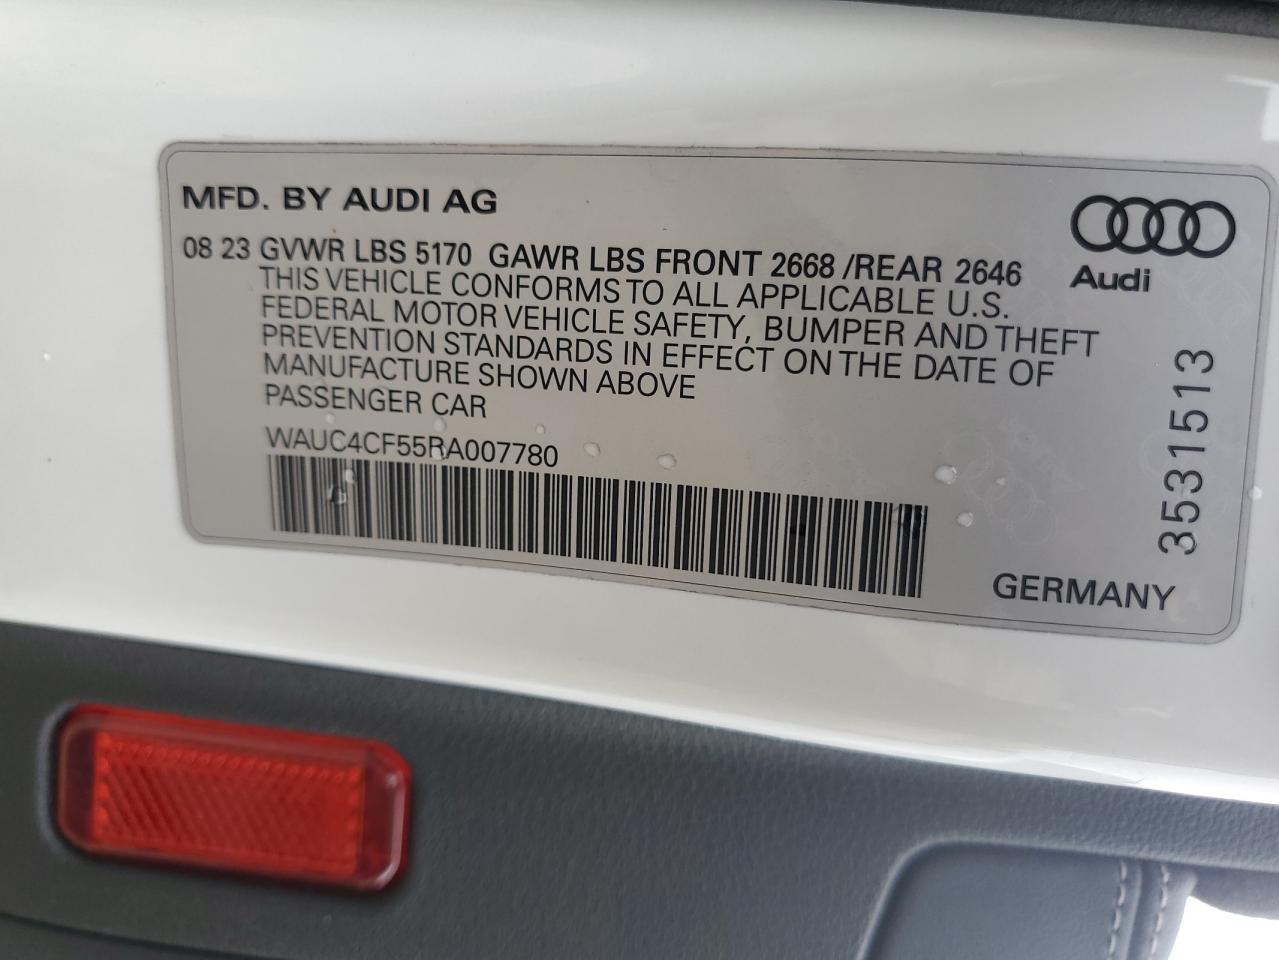 MFD. BY AUDI AG
08 23 GVWR LBS 5170 GAWR LBS FRONT 2668 /REAR 2646
THIS VEHICLE CONFORMS TO ALL APPLICABLE U.S.
FEDERAL MOTOR VEHICLE SAFETY, BUMPER AND THEFT
PREVENTION STANDARDS IN EFFECT ON THE DATE OF
MANUFACTURE SHOWN ABOVE
PASSENGER CAR
WAUC4CF55RA007780
Audi
3531513
GERMANY